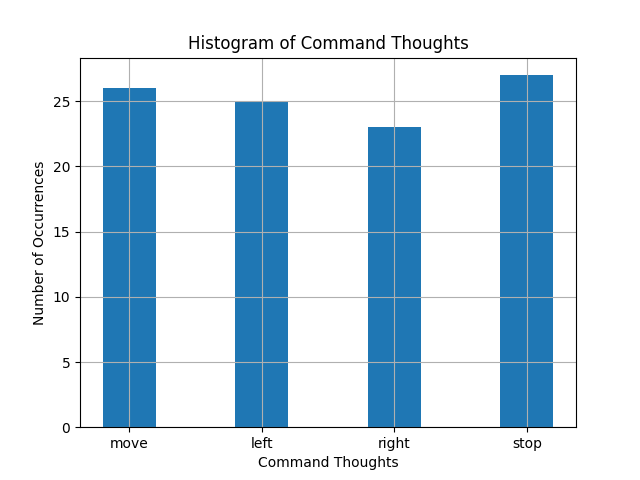 Histogram of Command Thoughts
Number of Occurrences
25
20
15
10
5
0
move left right stop
Command Thoughts